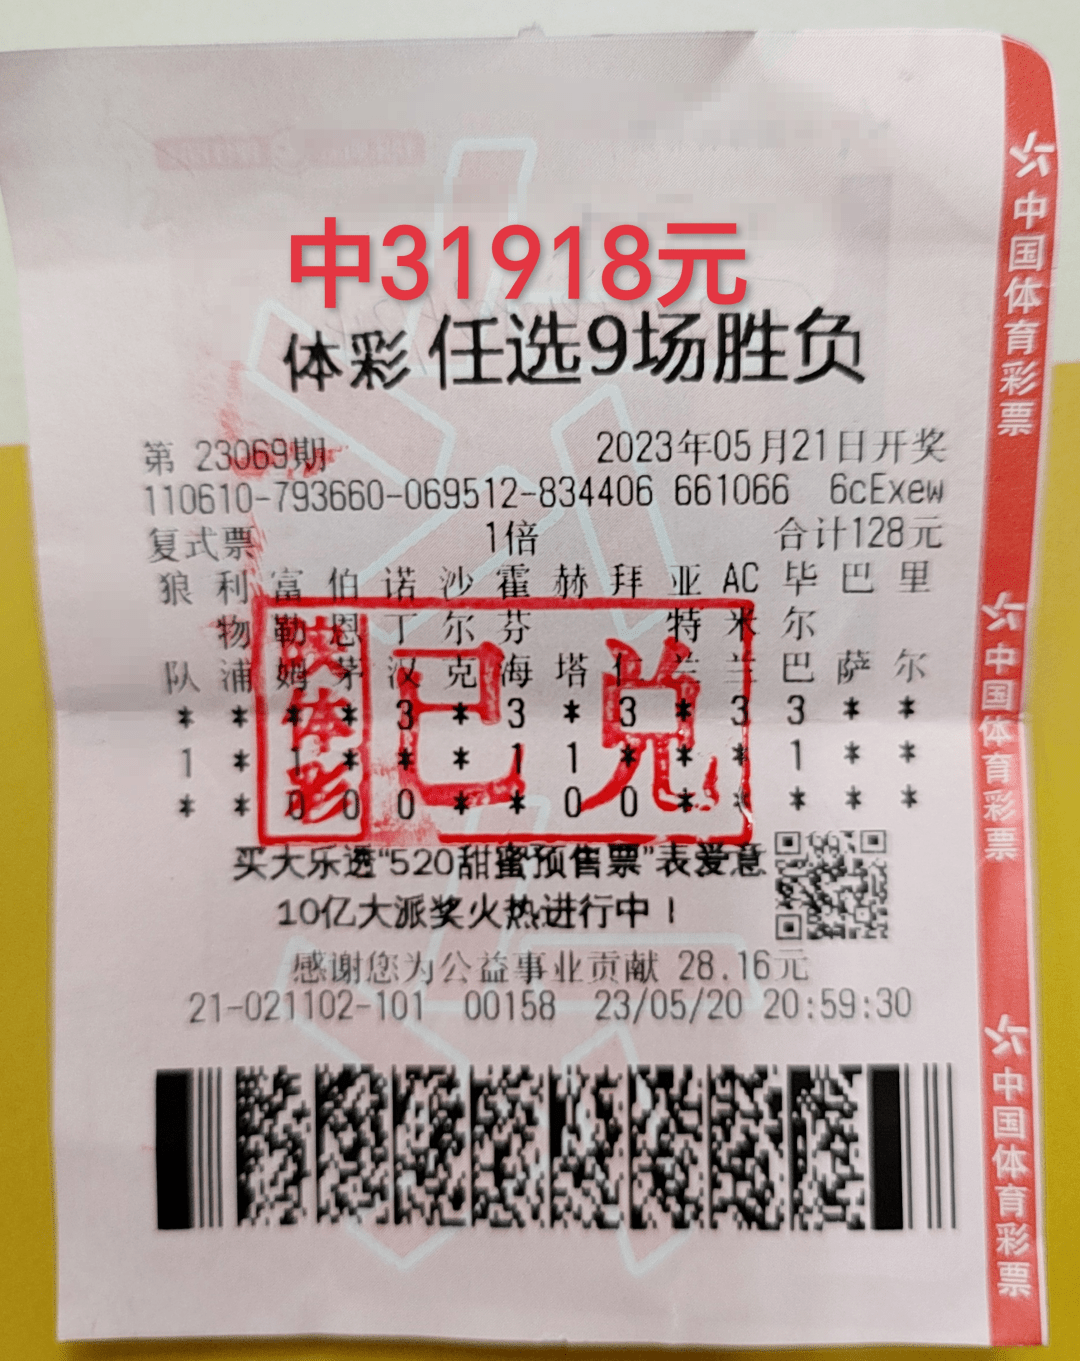 中31918元
体彩 任选9场胜负
第 23069期 2023年05月21日开奖
110610-793660-069512-834406 661066 6cExew
复式票 1倍 合计128元
狼 利 富 伯 诺 沙 霍 赫 拜 亚 AC 毕 巴 里
物 勒 恩 丁 尔 芬 特 米 尔
队 浦 姆 茅 汉 克 海 塔 仁 兰 兰 巴 萨 尔
* * * * 3 * 3 * 3 * 3 3 * *
1 * 1 * * * 1 1 * * * 1 * *
* * 0 0 0 * * 0 0 * * * * *
体彩
已兑
买大乐透“520甜蜜预售票”表爱意
10亿大派奖火热进行中！
感谢您为公益事业贡献 28.16元
21-021102-101 00158 23/05/20 20:59:30
中国体育彩票
中国体育彩票
中国体育彩票